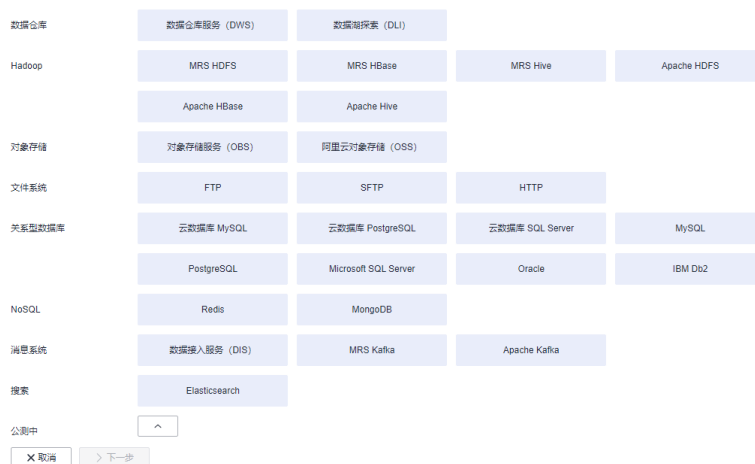 数据仓库 数据仓库服务（DWS） 数据湖探索（DLI）
Hadoop MRS HDFS MRS HBase MRS Hive Apache HDFS
Apache HBase Apache Hive
对象存储 对象存储服务（OBS） 阿里云对象存储（OSS）
文件系统 FTP SFTP HTTP
关系型数据库 云数据库 MySQL 云数据库 PostgreSQL 云数据库 SQL Server MySQL
PostgreSQL Microsoft SQL Server Oracle IBM Db2
NoSQL Redis MongoDB
消息系统 数据接入服务（DIS） MRS Kafka Apache Kafka
搜索 Elasticsearch
公测中
取消 下一步